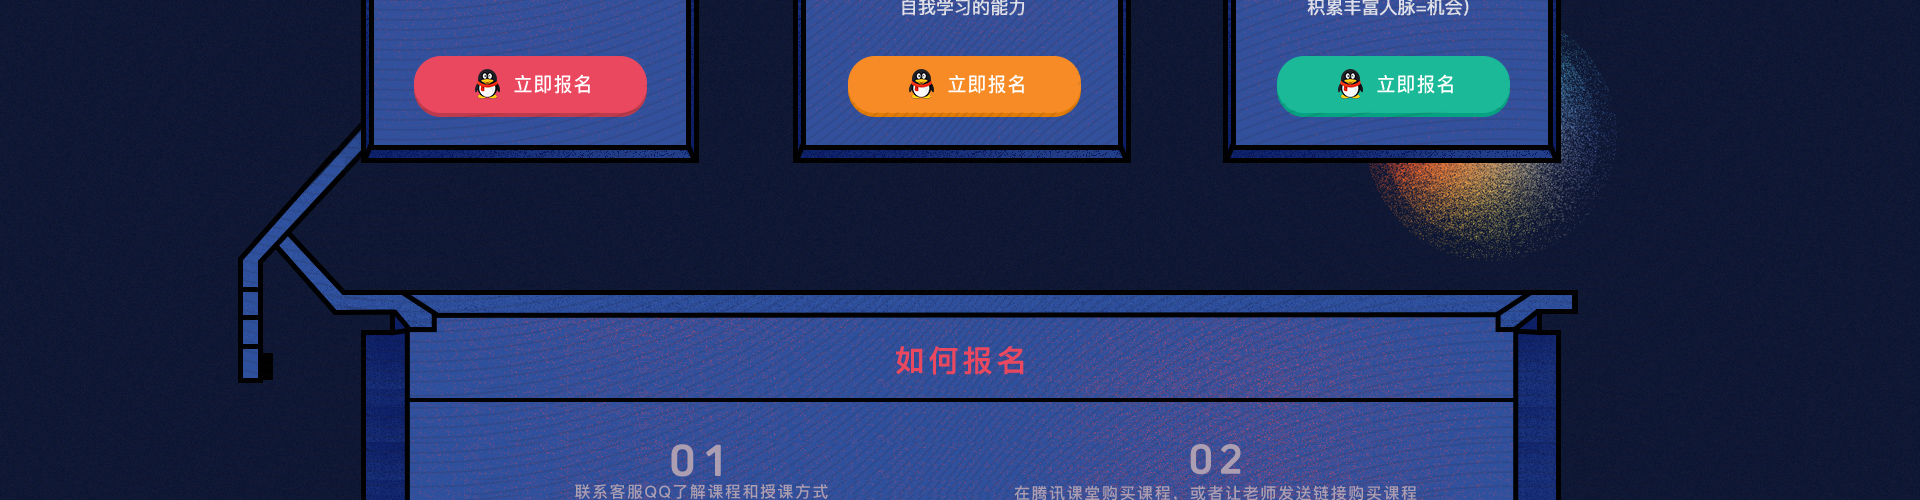 自我学习的能力
积累丰富人脉=机会)
立即报名
立即报名
立即报名
如何报名
01
02
联系客服QQ了解课程和授课方式
在腾讯课堂购买课程，或者让老师发送链接购买课程